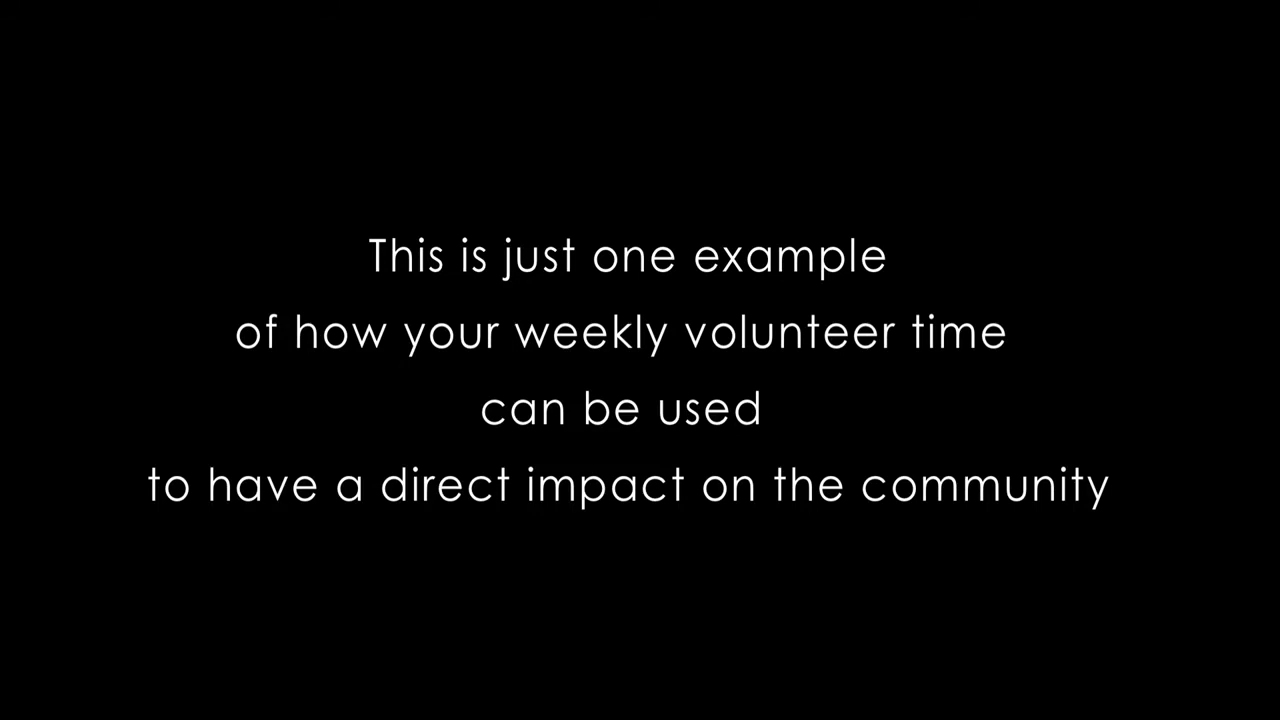 This is just one example
of how your weekly volunteer time
can be used
to have a direct impact on the community